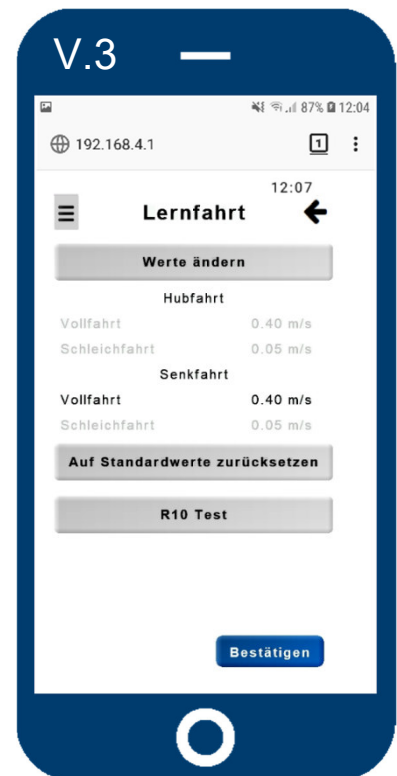 V.3
87% 12:04
192.168.4.1 1
12:07
Lernfahrt
Werte ändern
Hubfahrt
Vollfahrt 0.40 m/s
Schleichfahrt 0.05 m/s
Senkfahrt
Vollfahrt 0.40 m/s
Schleichfahrt 0.05 m/s
Auf Standardwerte zurücksetzen
R10 Test
Bestätigen